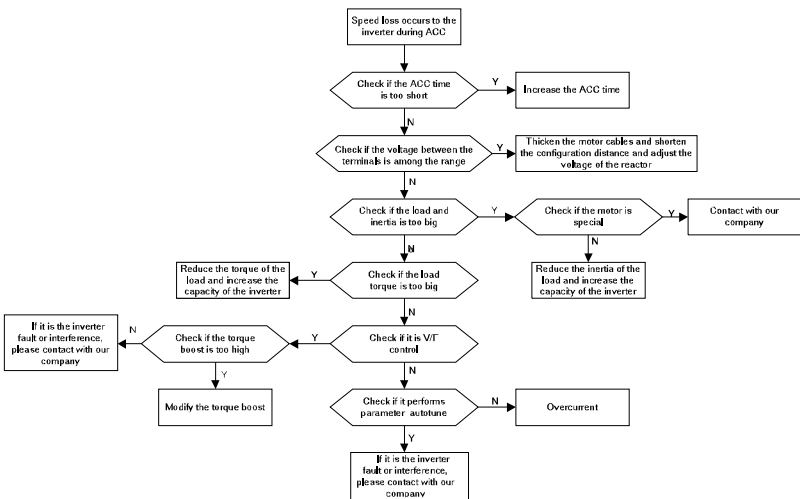 Speed loss occurs to the
inverter during ACC
Check if the ACC time
is too short
Y
Increase the ACC time
N
Check if the voltage between the
terminals is among the range
Y
Thicken the motor cables and shorten
the configuration distance and adjust the
voltage of the reactor
N
Check if the load and
inertia is too big
Y
Check if the motor is
special
Y
Contact with our
company
N
N
Reduce the torque of the
load and increase the
capacity of the inverter
Y
Check if the load
torque is too big
Reduce the inertia of the
load and increase the
capacity of the inverter
N
If it is the inverter
fault or interference,
please contact with our
company
N
Check if the torque
boost is too high
Y
Check if it is V/F
control
Y
N
Modify the torque boost
Check if it performs
parameter autotune
N
Overcurrent
Y
If it is the inverter
fault or interference,
please contact with our
company